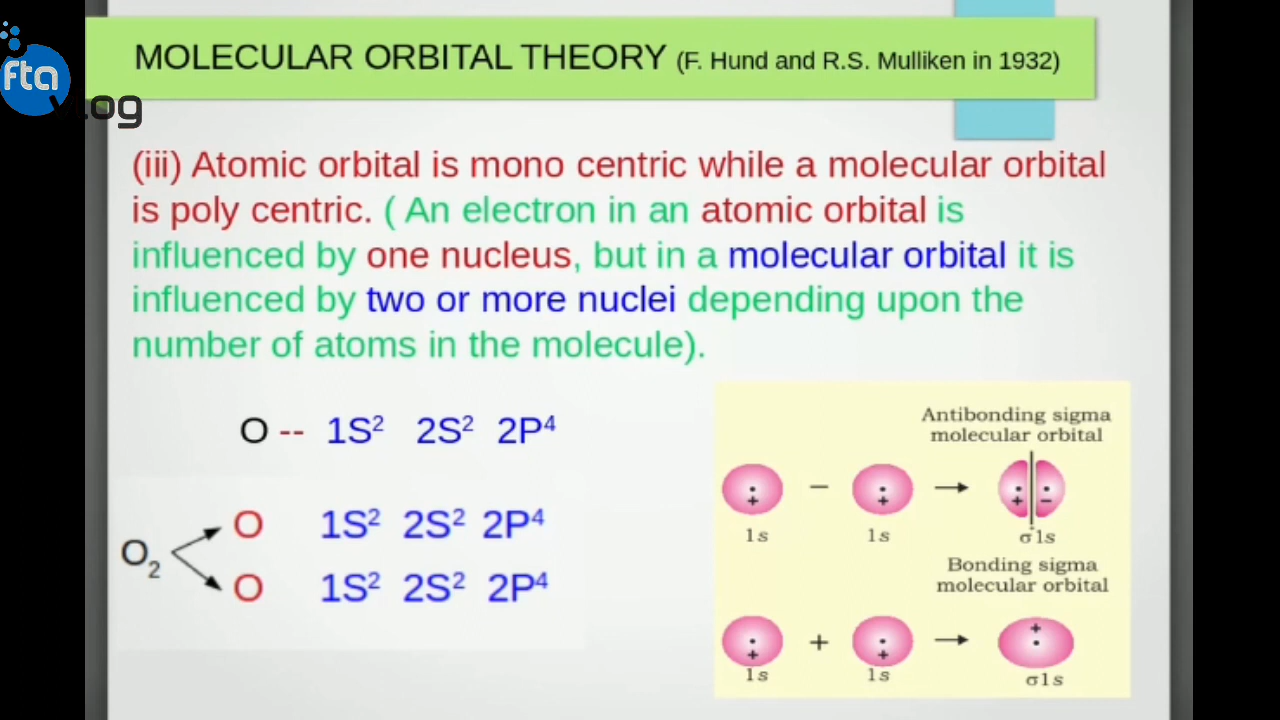 fta
vlog
MOLECULAR ORBITAL THEORY (F. Hund and R.S. Mulliken in 1932)
(iii) Atomic orbital is mono centric while a molecular orbital
is poly centric. ( An electron in an atomic orbital is
influenced by one nucleus, but in a molecular orbital it is
influenced by two or more nuclei depending upon the
number of atoms in the molecule).
O -- 1S² 2S² 2P⁴
O₂
O 1S² 2S² 2P⁴
O 1S² 2S² 2P⁴
Antibonding sigma
molecular orbital
+ − + → + −
1s 1s σ*1s
Bonding sigma
molecular orbital
+ + + → +
1s 1s σ1s